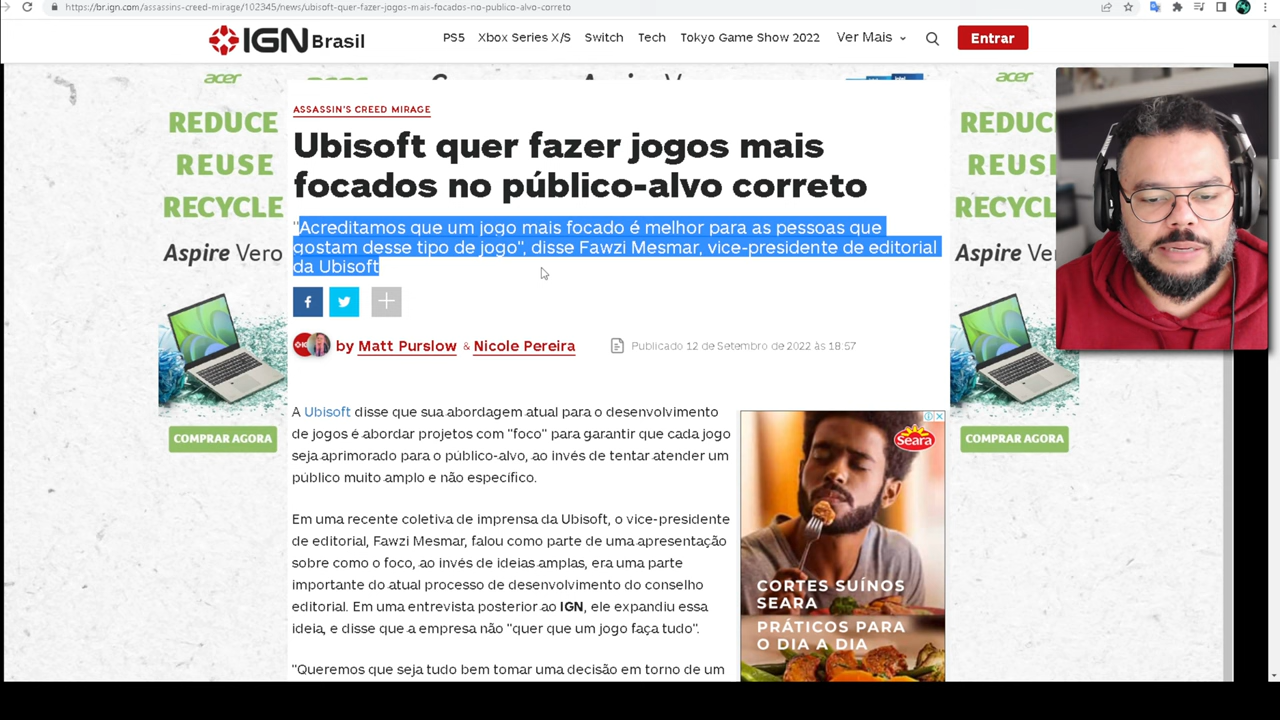 https://br.ign.com/assassins-creed-mirage/102345/news/ubisoft-quer-fazer-jogos-mais-focados-no-publico-alvo-correto
IGN Brasil
PS5 Xbox Series X/S Switch Tech Tokyo Game Show 2022 Ver Mais
Entrar
acer
acer
REDUCE
REUSE
RECYCLE
Aspire Vero
COMPRAR AGORA
ASSASSIN'S CREED MIRAGE
Ubisoft quer fazer jogos mais
focados no público-alvo correto
"Acreditamos que um jogo mais focado é melhor para as pessoas que
gostam desse tipo de jogo", disse Fawzi Mesmar, vice-presidente de editorial
da Ubisoft
by Matt Purslow & Nicole Pereira
Publicado 12 de Setembro de 2022 às 18:57
A Ubisoft disse que sua abordagem atual para o desenvolvimento
de jogos é abordar projetos com "foco" para garantir que cada jogo
seja aprimorado para o público-alvo, ao invés de tentar atender um
público muito amplo e não específico.
Em uma recente coletiva de imprensa da Ubisoft, o vice-presidente
de editorial, Fawzi Mesmar, falou como parte de uma apresentação
sobre como o foco, ao invés de ideias amplas, era uma parte
importante do atual processo de desenvolvimento do conselho
editorial. Em uma entrevista posterior ao IGN, ele expandiu essa
ideia, e disse que a empresa não "quer que um jogo faça tudo".
"Queremos que seja tudo bem tomar uma decisão em torno de um
Seara
CORTES SUÍNOS
SEARA
PRÁTICOS PARA
O DIA A DIA
REDUCE
REUSE
RECYCLE
Aspire Vero
COMPRAR AGORA